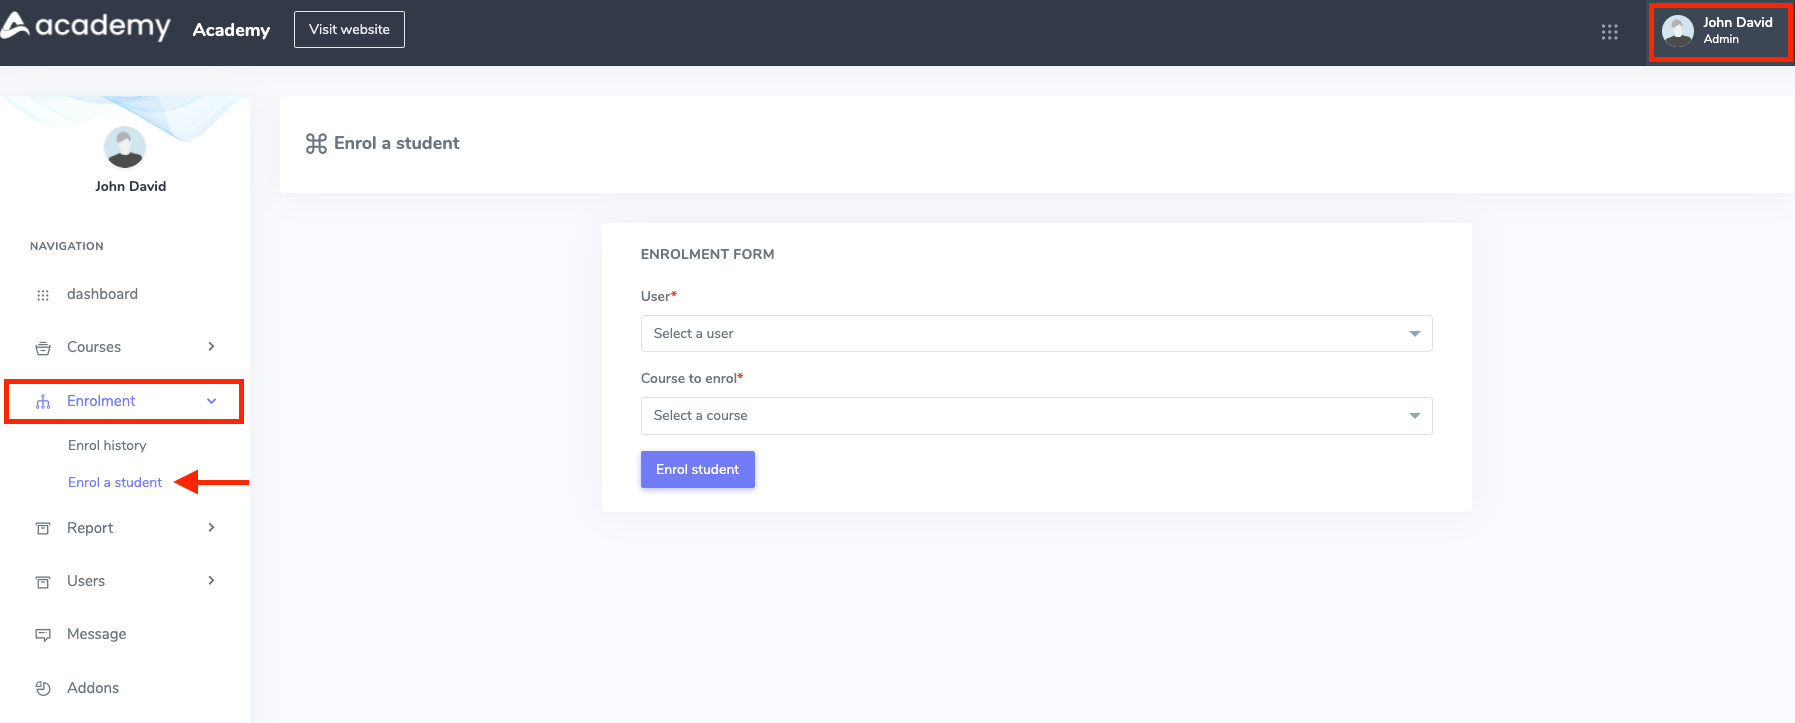 academy
Academy
Visit website
John David
Admin
John David
NAVIGATION
dashboard
Courses
Enrolment
Enrol history
Enrol a student
Report
Users
Message
Addons
Enrol a student
ENROLMENT FORM
User*
Select a user
Course to enrol*
Select a course
Enrol student